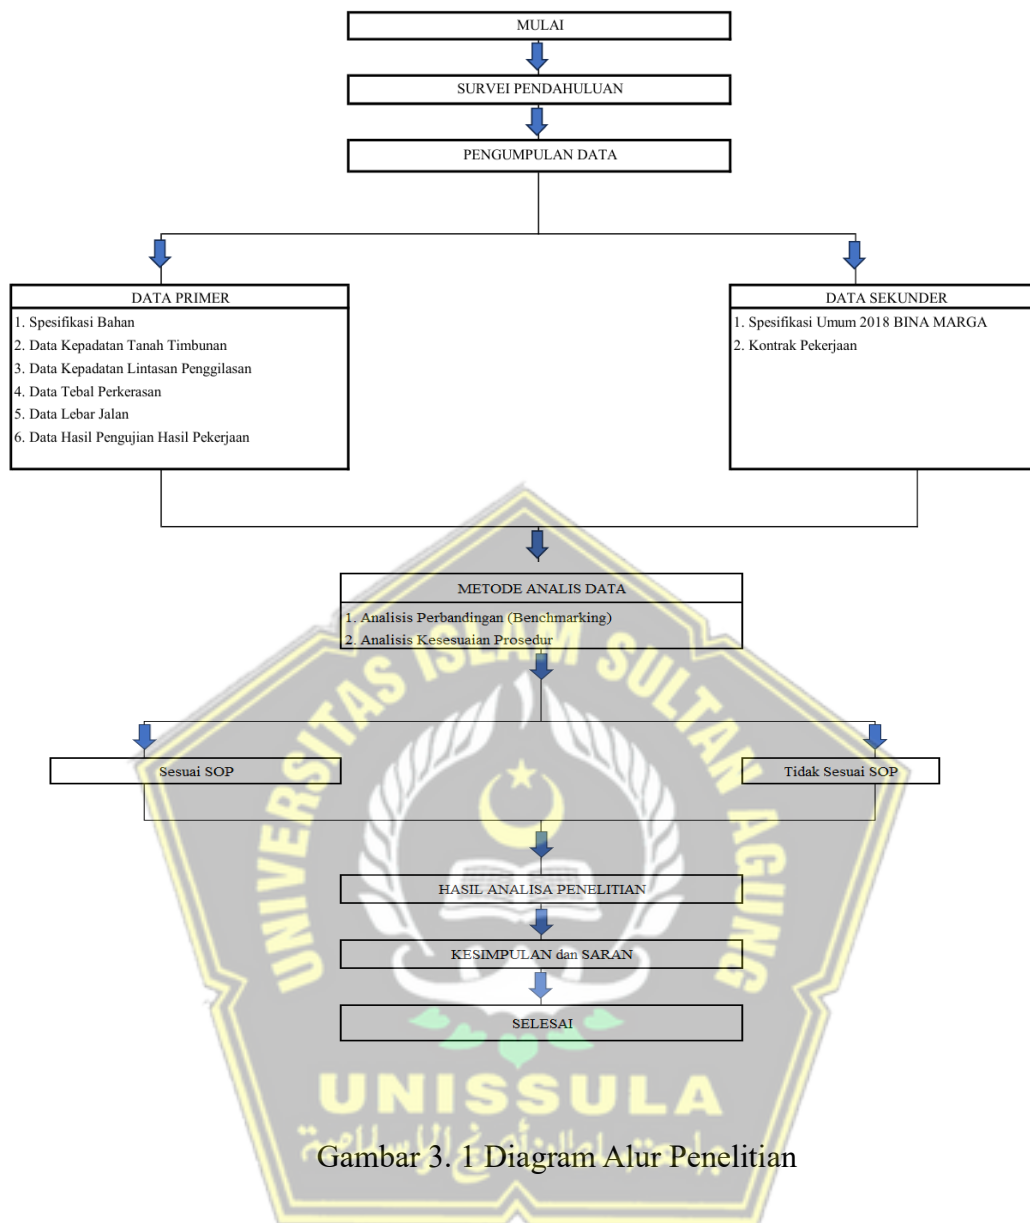 MULAI
SURVEI PENDAHULUAN
PENGUMPULAN DATA
DATA PRIMER
1. Spesifikasi Bahan
2. Data Kepadatan Tanah Timbunan
3. Data Kepadatan Lintasan Penggilasan
4. Data Tebal Perkerasan
5. Data Lebar Jalan
6. Data Hasil Pengujian Hasil Pekerjaan
DATA SEKUNDER
1. Spesifikasi Umum 2018 BINA MARGA
2. Kontrak Pekerjaan
METODE ANALIS DATA
1. Analisis Perbandingan (Benchmarking)
2. Analisis Kesesuaian Prosedur
UNIVERSITAS ISLAM SULTAN AGUNG
Sesuai SOP
Tidak Sesuai SOP
HASIL ANALISA PENELITIAN
KESIMPULAN dan SARAN
SELESAI
UNISSULA
Gambar 3. 1 Diagram Alur Penelitian